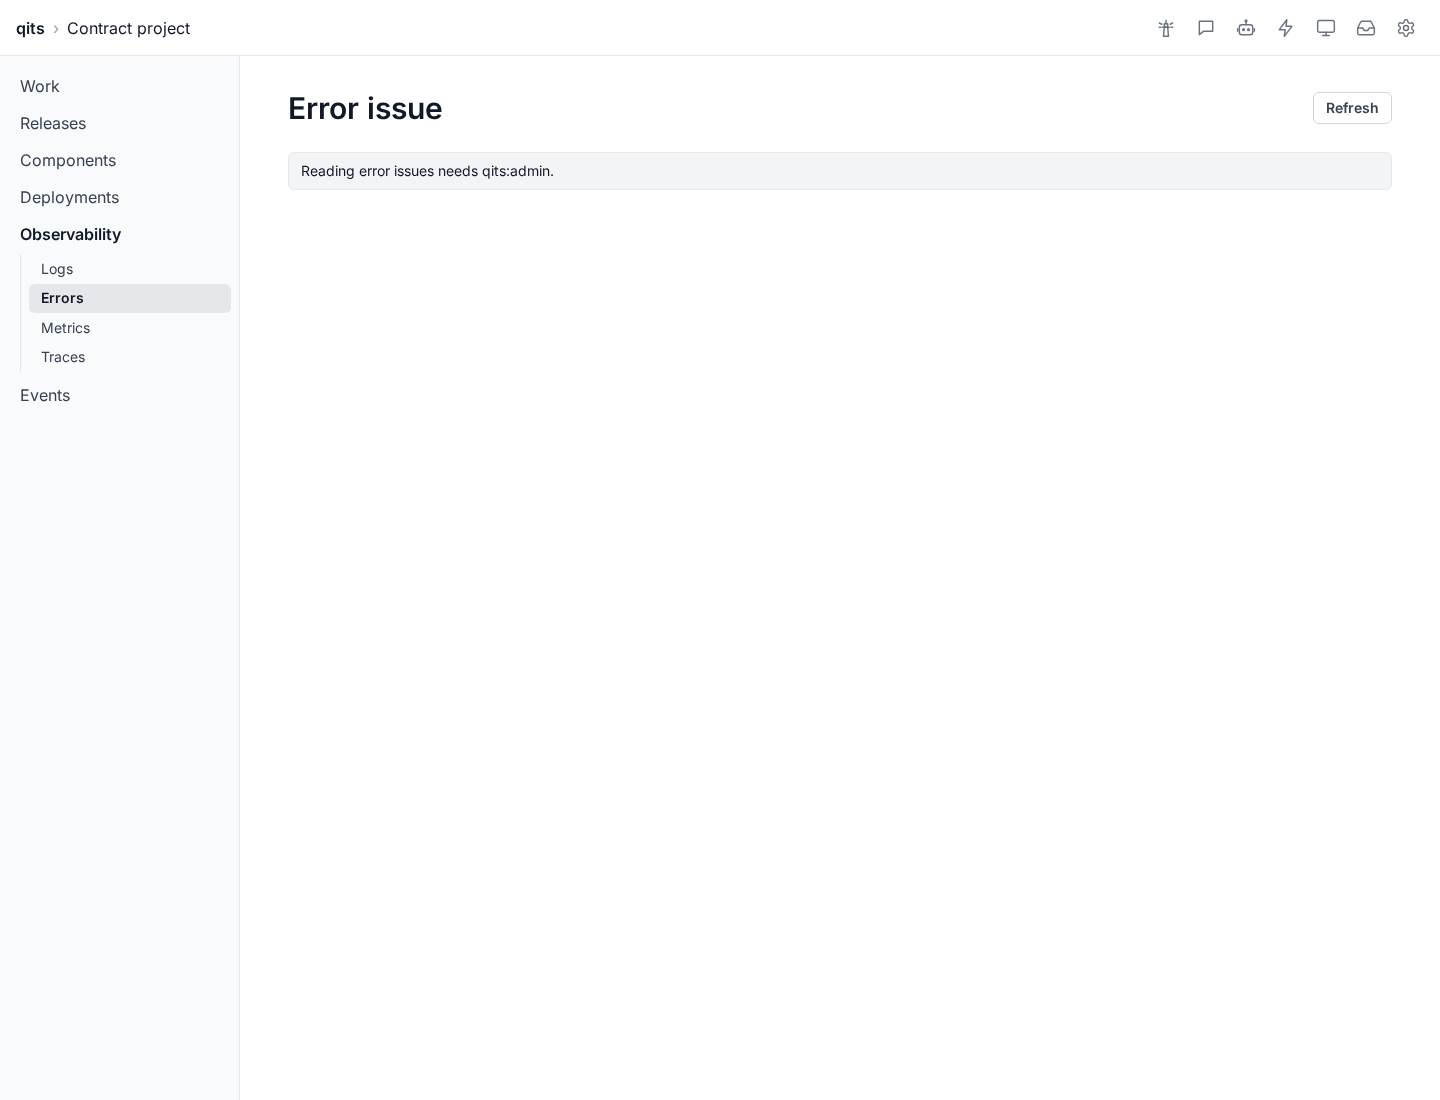 qits › Contract project
Work
Releases
Components
Deployments
Observability
Logs
Errors
Metrics
Traces
Events
Error issue
Refresh
Reading error issues needs qits:admin.